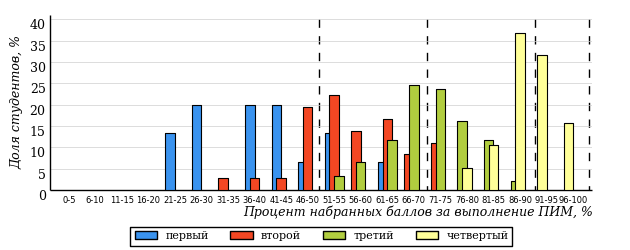 Доля студентов, %
40
35
30
25
20
15
10
5
0
0-5 6-10 11-15 16-20 21-25 26-30 31-35 36-40 41-45 46-50 51-55 56-60 61-65 66-70 71-75 76-80 81-85 86-90 91-95 96-100
Процент набранных баллов за выполнение ПИМ, %
первый второй третий четвертый